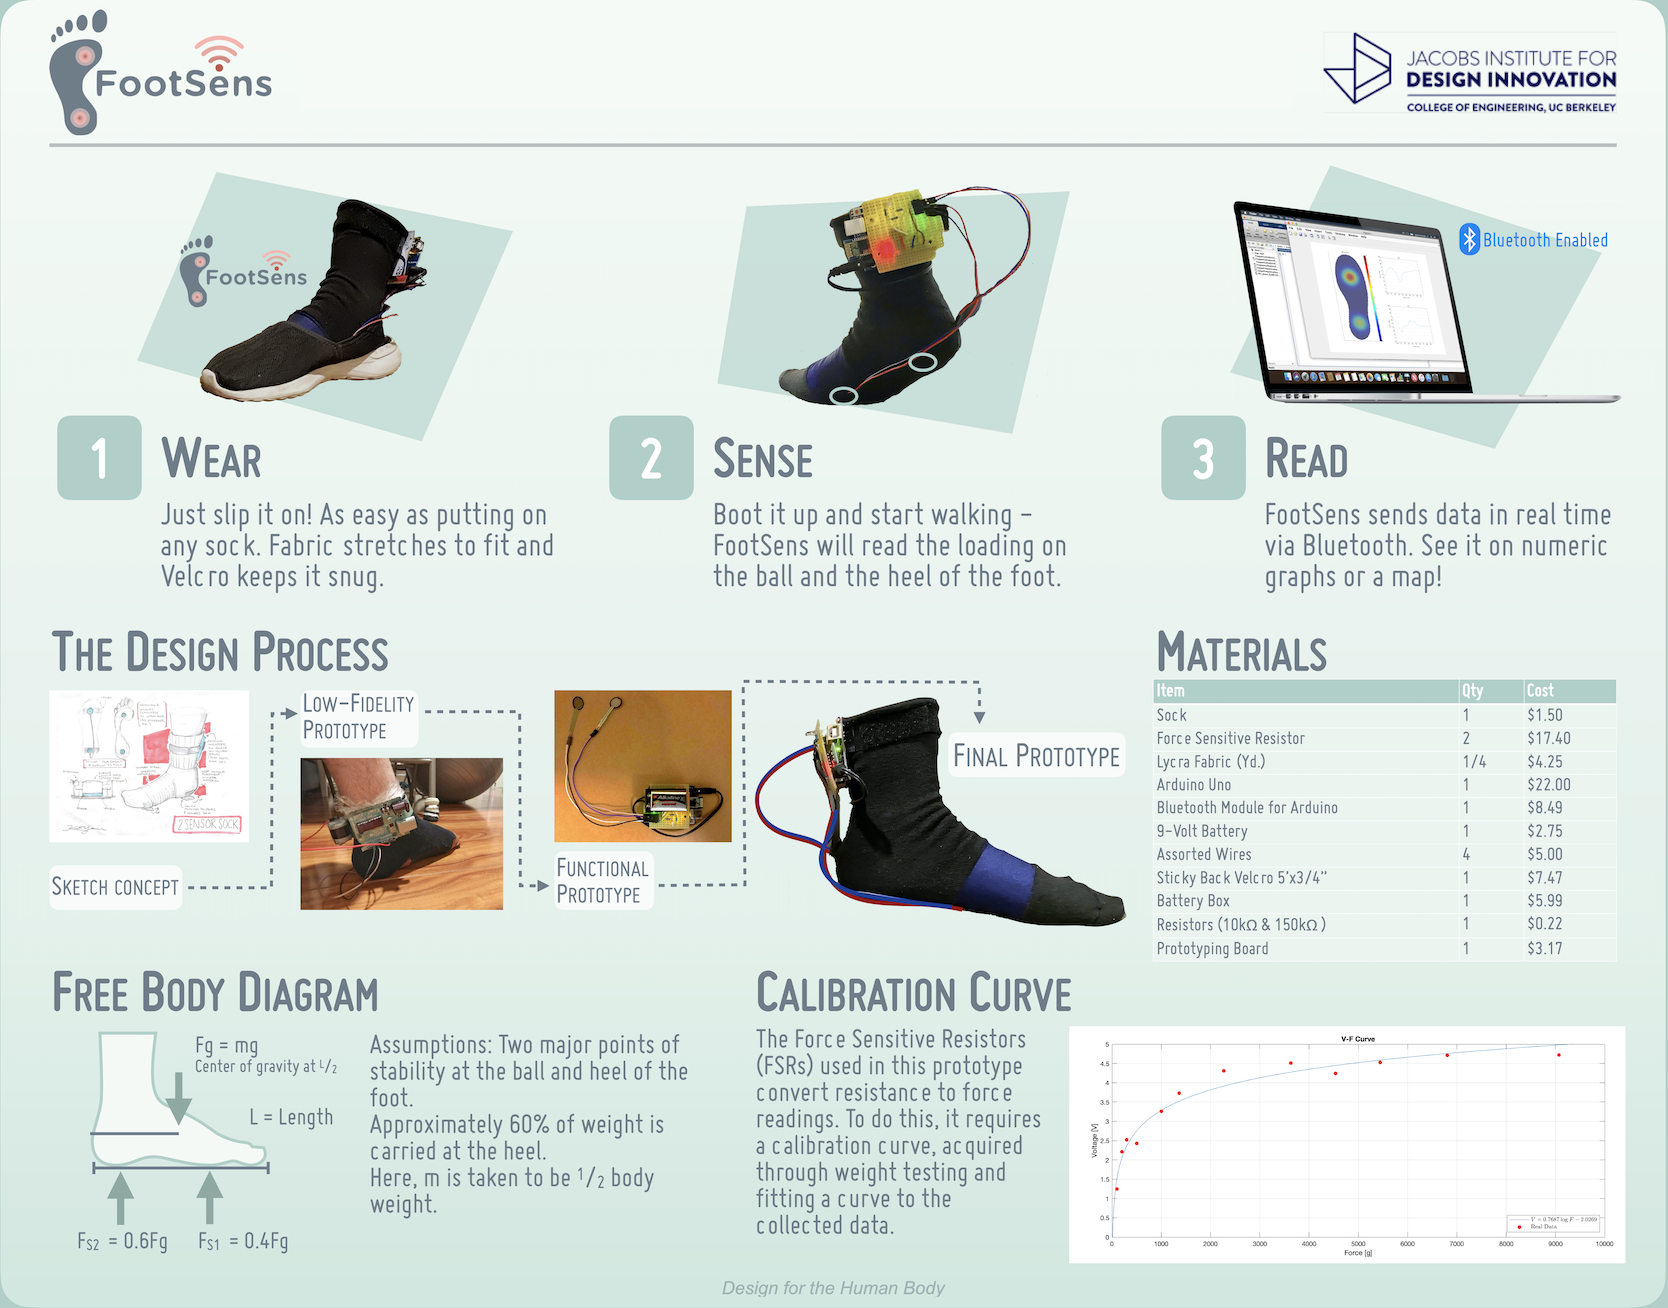 FootSens
JACOBS INSTITUTE FOR
DESIGN INNOVATION
COLLEGE OF ENGINEERING, UC BERKELEY
FootSens
Bluetooth Enabled
1
WEAR
Just slip it on! As easy as putting on
any sock. Fabric stretches to fit and
Velcro keeps it snug.
2
SENSE
Boot it up and start walking –
FootSens will read the loading on
the ball and the heel of the foot.
3
READ
FootSens sends data in real time
via Bluetooth. See it on numeric
graphs or a map!
THE DESIGN PROCESS
2 SENSOR SOCK
SKETCH CONCEPT
LOW-FIDELITY
PROTOTYPE
FUNCTIONAL
PROTOTYPE
FINAL PROTOTYPE
MATERIALS
Item Qty Cost
Sock 1 $1.50
Force Sensitive Resistor 2 $17.40
Lycra Fabric (Yd.) 1/4 $4.25
Arduino Uno 1 $22.00
Bluetooth Module for Arduino 1 $8.49
9-Volt Battery 1 $2.75
Assorted Wires 4 $5.00
Sticky Back Velcro 5'x3/4" 1 $7.47
Battery Box 1 $5.99
Resistors (10kΩ & 150kΩ ) 1 $0.22
Prototyping Board 1 $3.17
FREE BODY DIAGRAM
Fg = mg
Center of gravity at L/2
L = Length
FS2 = 0.6Fg FS1 = 0.4Fg
Assumptions: Two major points of
stability at the ball and heel of the
foot.
Approximately 60% of weight is
carried at the heel.
Here, m is taken to be 1/2 body
weight.
CALIBRATION CURVE
The Force Sensitive Resistors
(FSRs) used in this prototype
convert resistance to force
readings. To do this, it requires
a calibration curve, acquired
through weight testing and
fitting a curve to the
collected data.
V-F Curve
Voltage [V]
5
4.5
4
3.5
3
2.5
2
1.5
1
0.5
0
0 1000 2000 3000 4000 5000 6000 7000 8000 9000 10000
Force [g]
V = 0.7687 log F − 2.0269
Real Data
Design for the Human Body